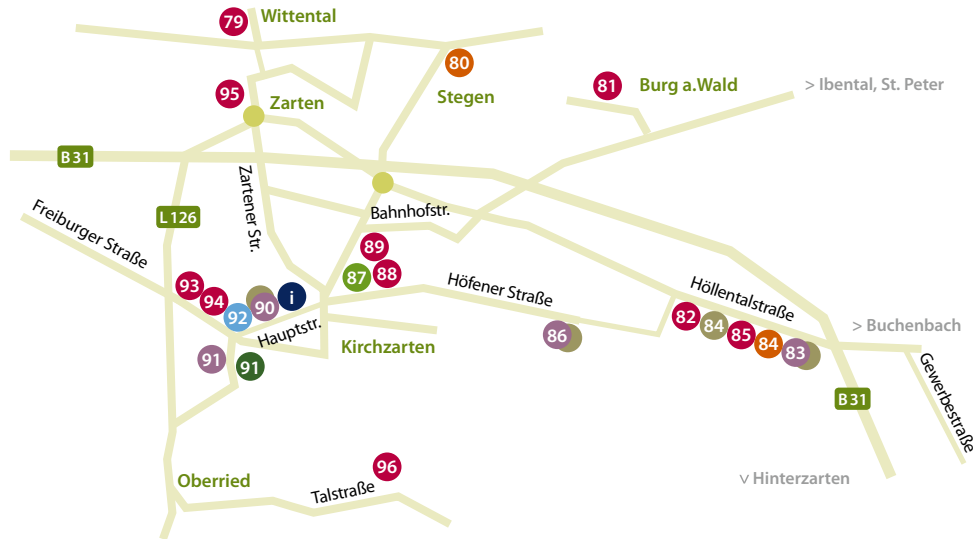 79
Wittental
80
Stegen
81
Burg a.Wald
> Ibental, St. Peter
95
Zarten
B 31
L 126
Zartener Str.
Bahnhofstr.
Freiburger Straße
89
87
88
93
94
92
90
i
Hauptstr.
Höfener Straße
Höllentalstraße
82
84
85
84
83
86
> Buchenbach
Kirchzarten
91
91
B 31
Gewerbestraße
Oberried
96
Talstraße
v Hinterzarten